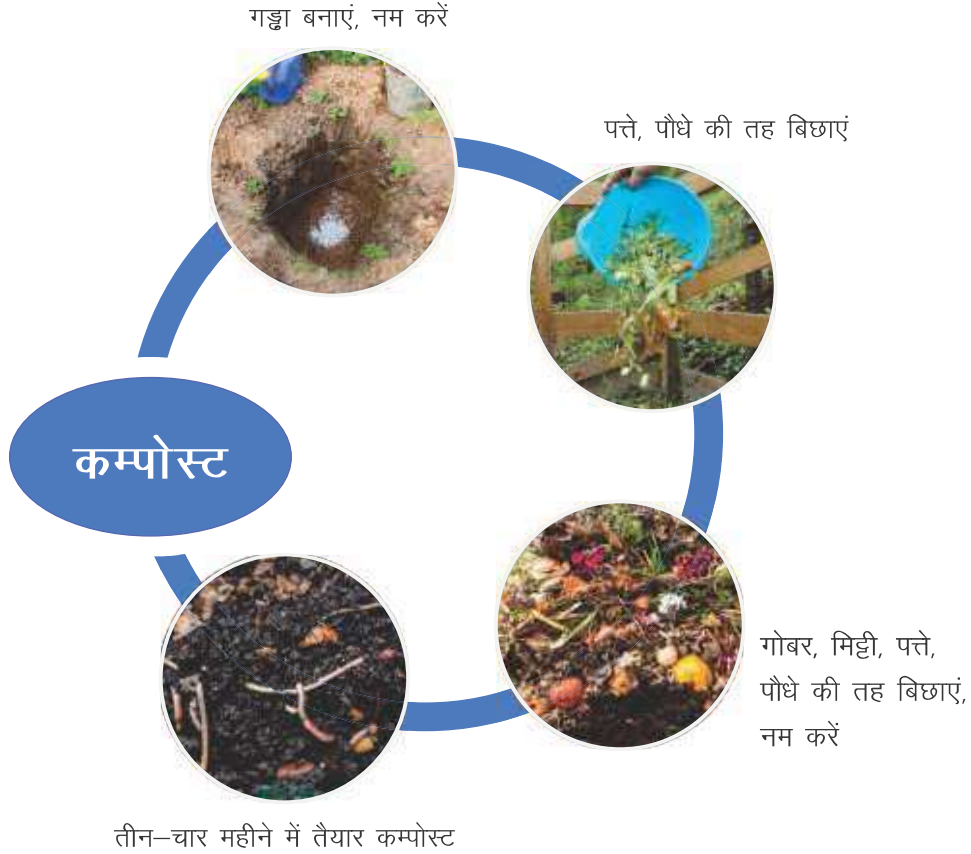 गड्ढा बनाएं, नम करें
पत्ते, पौधे की तह बिछाएं
कम्पोस्ट
गोबर, मिट्टी, पत्ते,
पौधे की तह बिछाएं,
नम करें
तीन–चार महीने में तैयार कम्पोस्ट